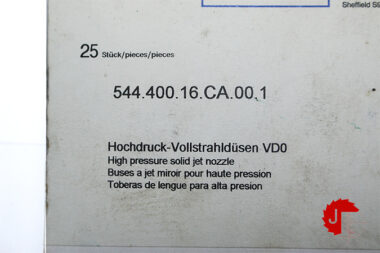 Sheffield
25 Stück/pieces/pieces
544.400.16.CA.00.1
Hochdruck-Vollstrahldüsen VD0
High pressure solid jet nozzle
Buses a jet miroir pour haute pression
Toberas de lengue para alta presion
J